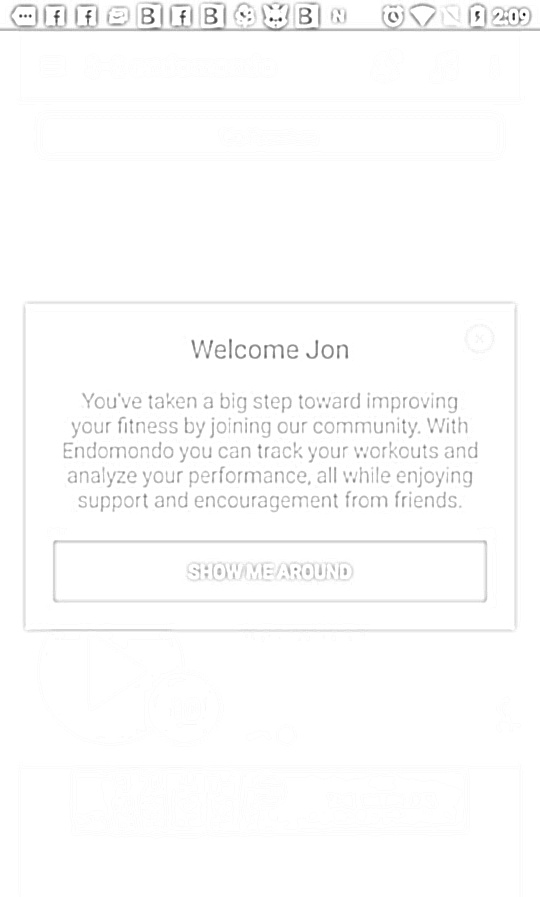 2:09
Welcome Jon
You've taken a big step toward improving
your fitness by joining our community. With
Endomondo you can track your workouts and
analyze your performance, all while enjoying
support and encouragement from friends.
SHOW ME AROUND